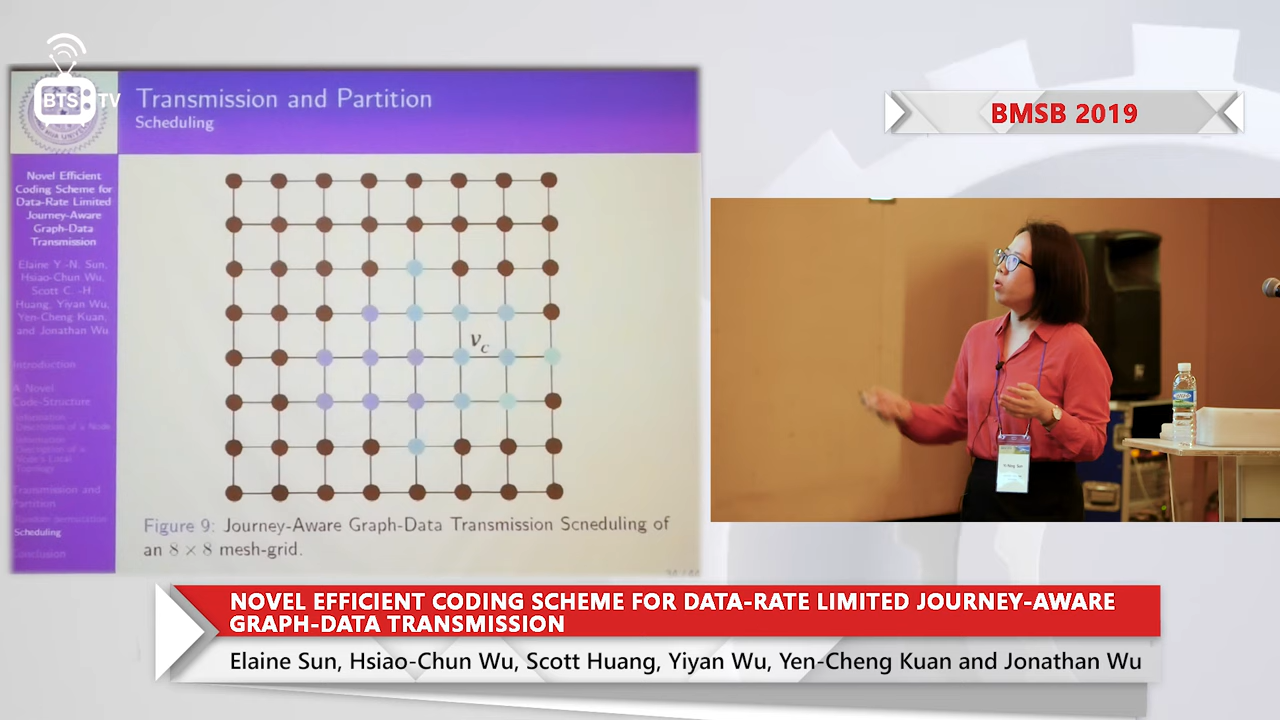 BTS TV
Transmission and Partition
Scheduling
BMSB 2019
Novel Efficient
Coding Scheme for
Data-Rate Limited
Journey-Aware
Graph-Data
Transmission
Elaine Y.-N. Sun,
Hsiao-Chun Wu,
Scott C. -H.
Huang, Yiyan Wu,
Yen-Cheng Kuan,
and Jonathan Wu
Introduction
A Novel
Code-Structure
Information
Description of a Node
Information
Description of a
Node's Local
Topology
Transmission and
Partition
Random permutation
Scheduling
Conclusion
v_c
Figure 9: Journey-Aware Graph-Data Transmission Scneduling of
an 8 × 8 mesh-grid.
NOVEL EFFICIENT CODING SCHEME FOR DATA-RATE LIMITED JOURNEY-AWARE
GRAPH-DATA TRANSMISSION
Elaine Sun, Hsiao-Chun Wu, Scott Huang, Yiyan Wu, Yen-Cheng Kuan and Jonathan Wu